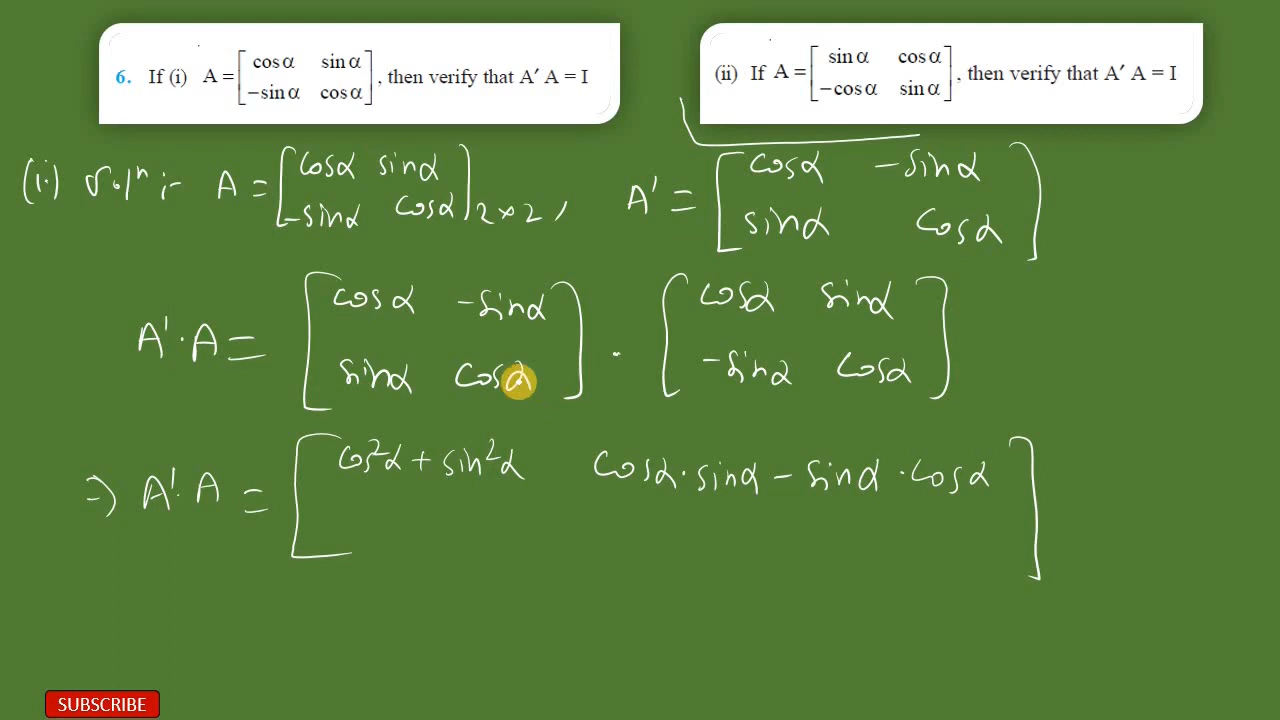 6. If (i) A = [cos α sin α
−sin α cos α], then verify that A′ A = I
(ii) If A = [sin α cos α
−cos α sin α], then verify that A′ A = I
(i) Solⁿ :- A = [cosα sinα
-sinα cosα]2×2 , A' = [cosα -sinα
sinα cosα]
A'·A = [cosα -sinα
sinα cosα] · [cosα sinα
-sinα cosα]
⇒ A'·A = [cos²α + sin²α cosα·sinα - sinα·cosα]
SUBSCRIBE